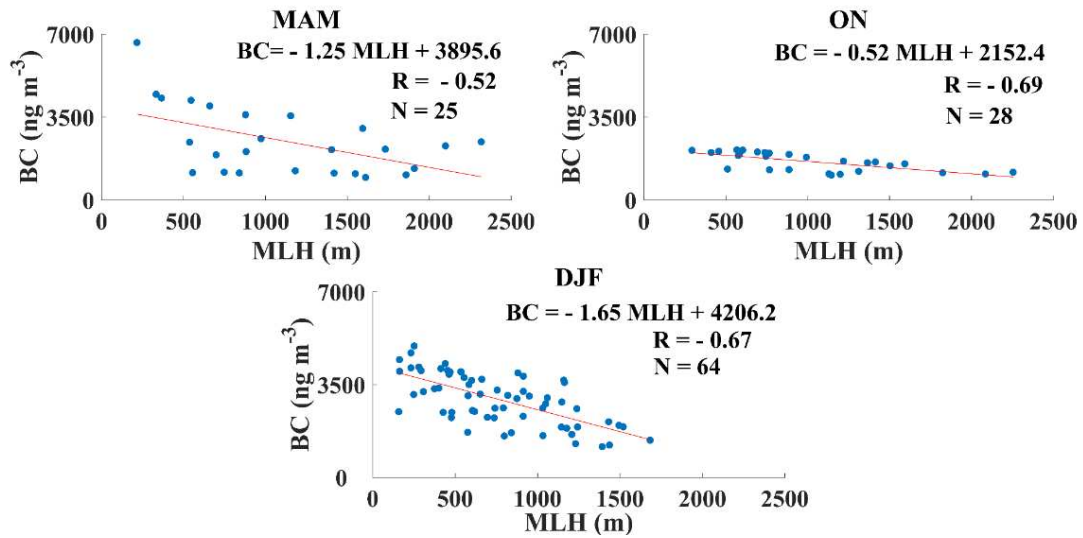 MAM
BC= - 1.25 MLH + 3895.6
R = - 0.52
N = 25
7000
3500
0
BC (ng m⁻³)
0 500 1000 1500 2000 2500
MLH (m)
ON
BC = - 0.52 MLH + 2152.4
R = - 0.69
N = 28
7000
3500
0
BC (ng m⁻³)
0 500 1000 1500 2000 2500
MLH (m)
DJF
BC = - 1.65 MLH + 4206.2
R = - 0.67
N = 64
7000
3500
0
BC (ng m⁻³)
0 500 1000 1500 2000 2500
MLH (m)